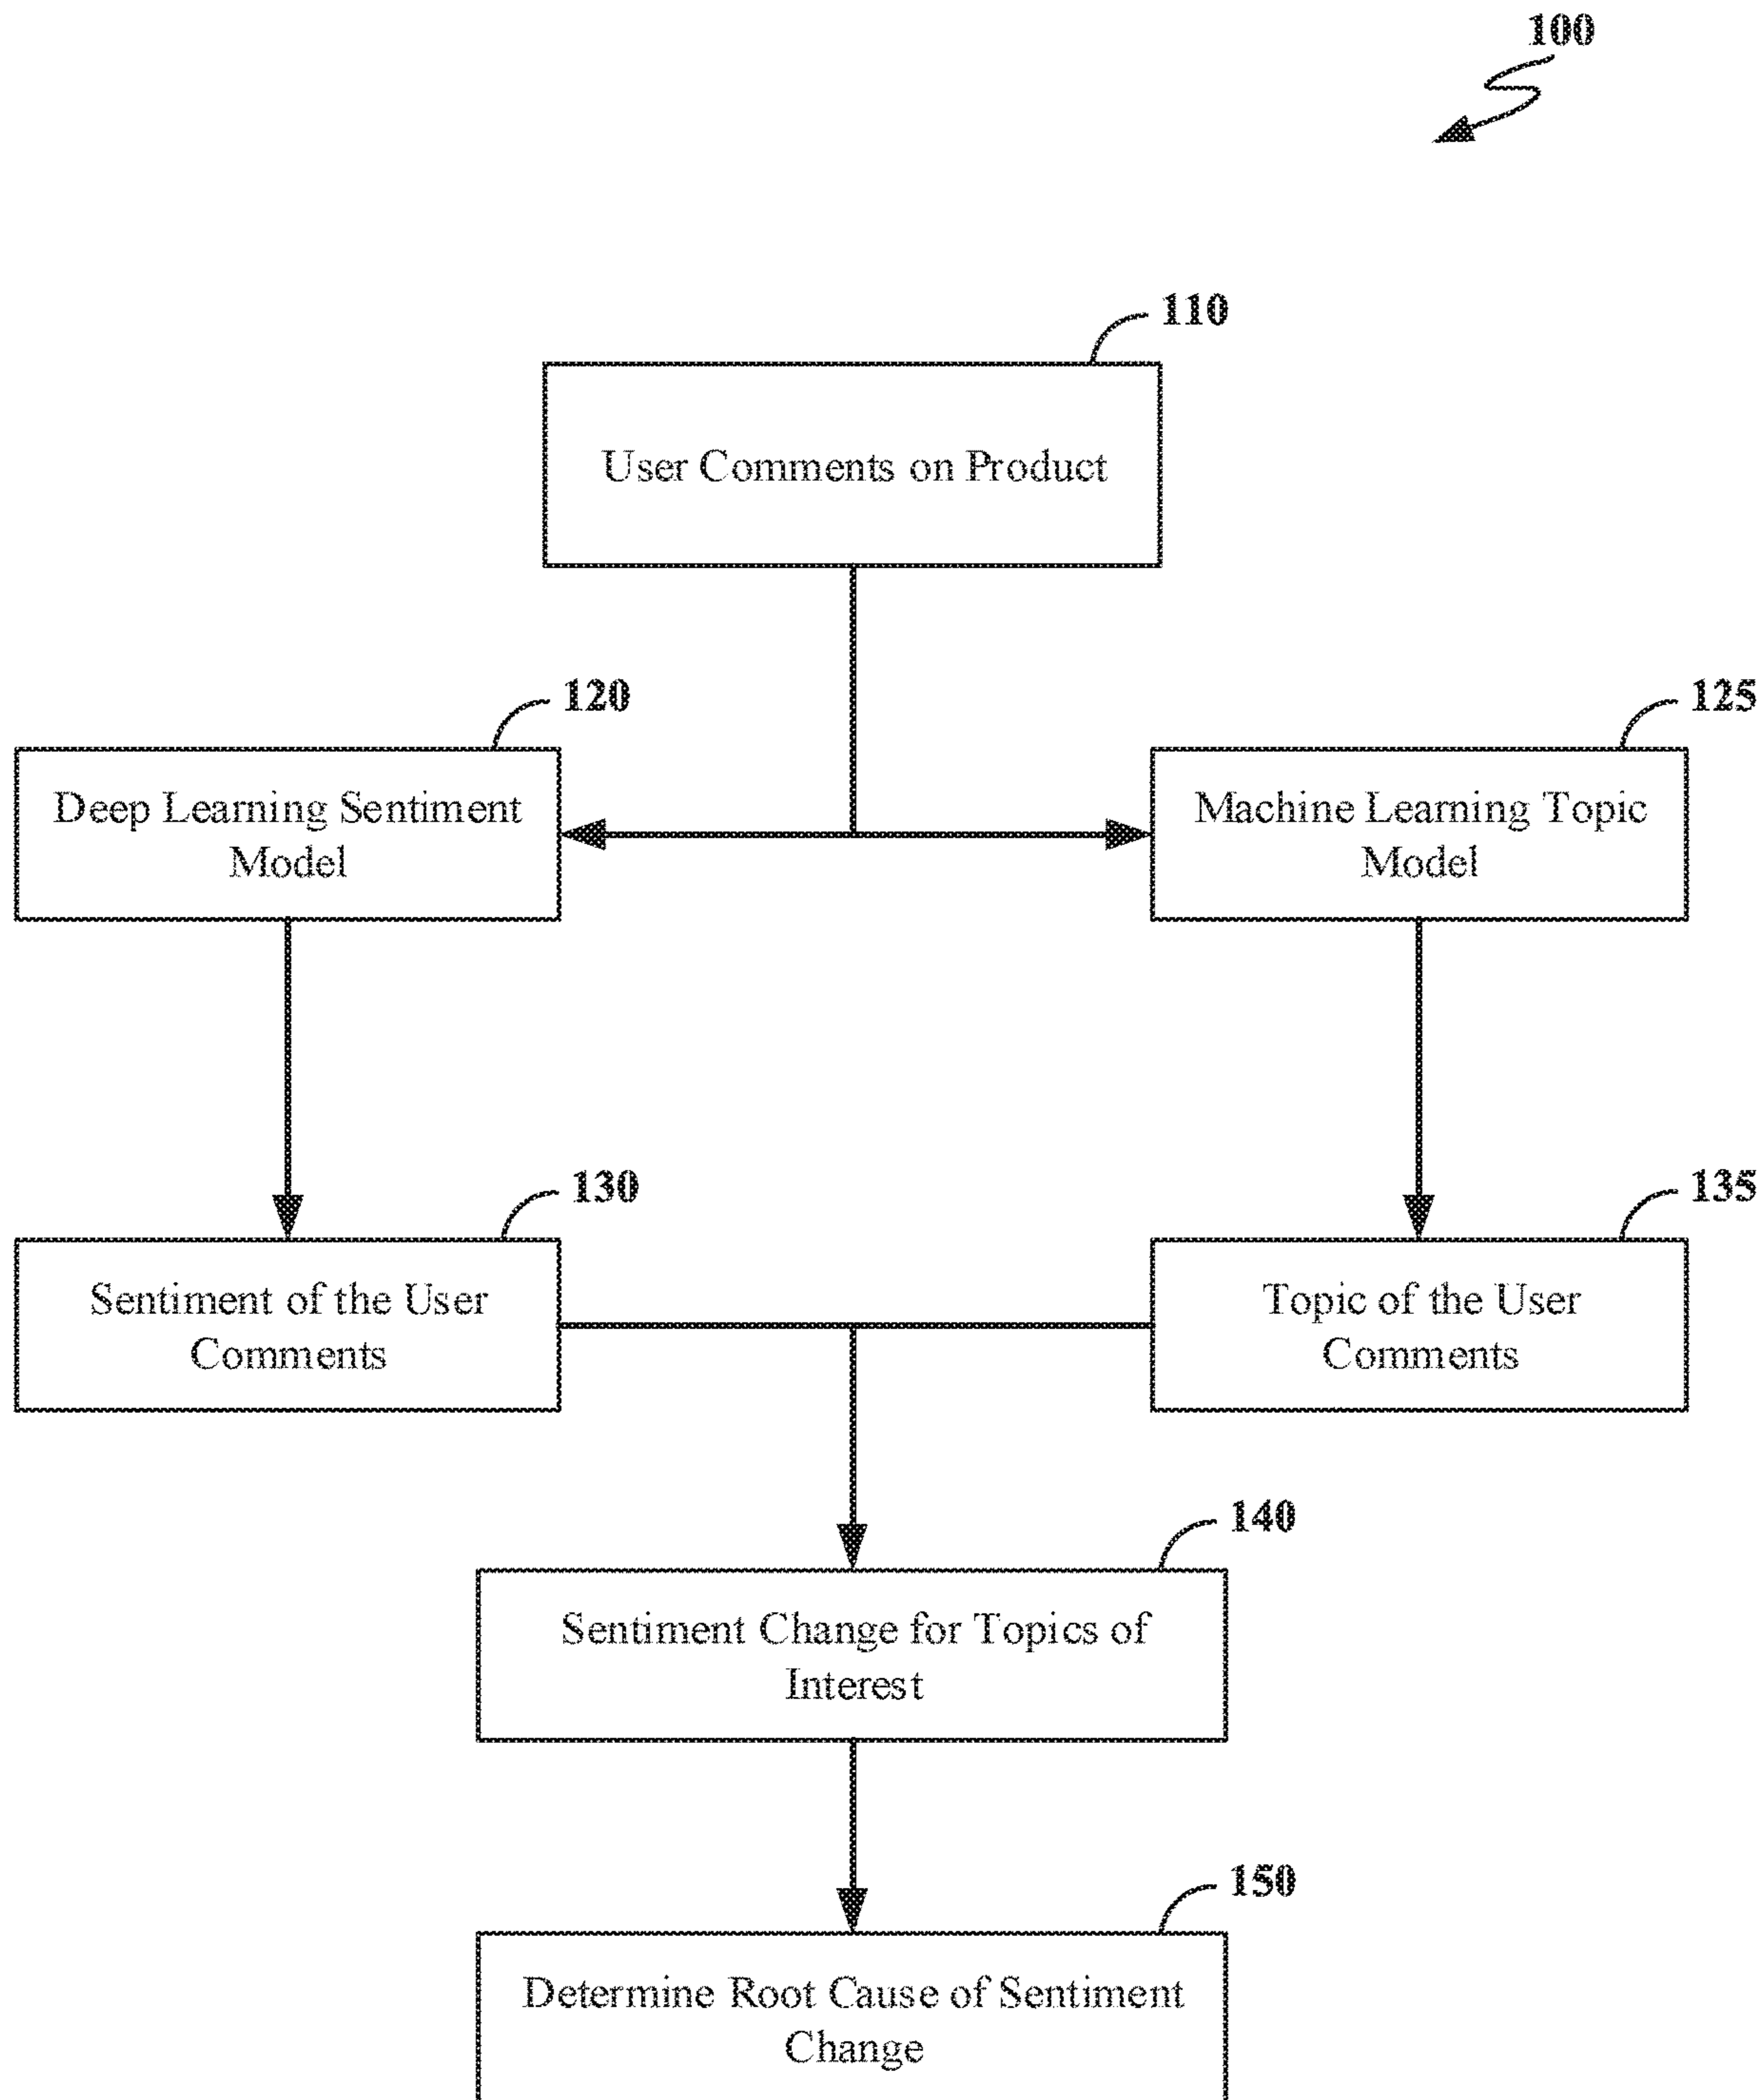 100
110
User Comments on Product
120
125
Deep Learning Sentiment
Model
Machine Learning Topic
Model
130
135
Sentiment of the User
Comments
Topic of the User
Comments
140
Sentiment Change for Topics of
Interest
150
Determine Root Cause of Sentiment
Change